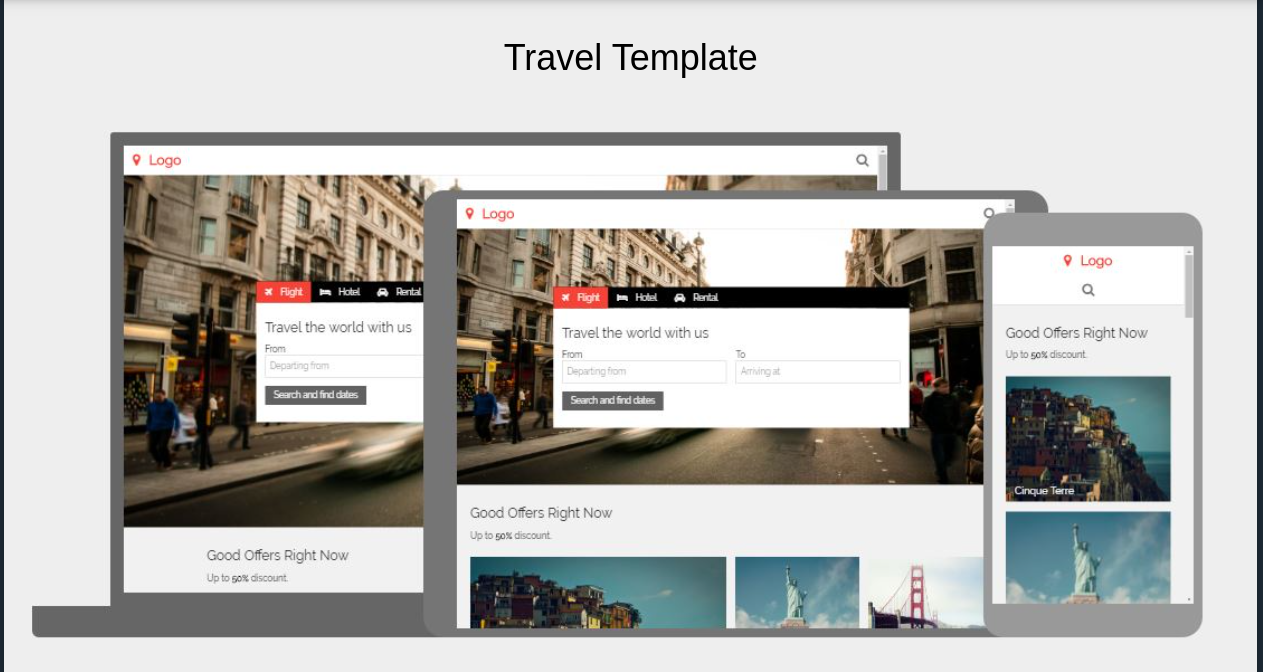 Travel Template
Logo
Flight Hotel Rental
Travel the world with us
From
Departing from
Search and find dates
Good Offers Right Now
Up to 50% discount.
Logo
Flight Hotel Rental
Travel the world with us
From To
Departing from Arriving at
Search and find dates
Good Offers Right Now
Up to 50% discount.
Logo
Good Offers Right Now
Up to 50% discount.
Cinque Terre